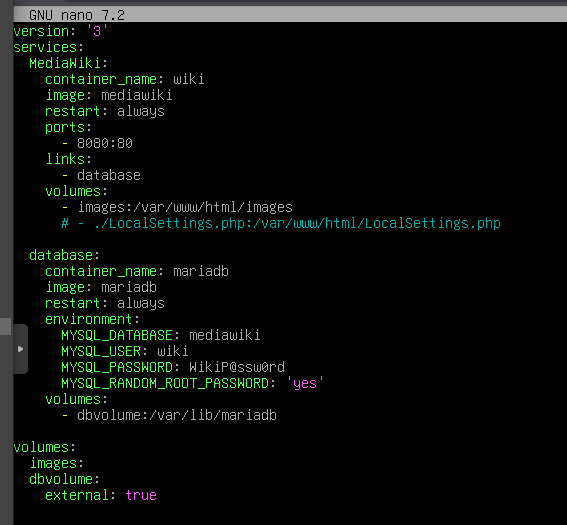 GNU nano 7.2
version: '3'
services:
  MediaWiki:
    container_name: wiki
    image: mediawiki
    restart: always
    ports:
      - 8080:80
    links:
      - database
    volumes:
      - images:/var/www/html/images
      # - ./LocalSettings.php:/var/www/html/LocalSettings.php

  database:
    container_name: mariadb
    image: mariadb
    restart: always
    environment:
      MYSQL_DATABASE: mediawiki
      MYSQL_USER: wiki
      MYSQL_PASSWORD: WikiP@ssw0rd
      MYSQL_RANDOM_ROOT_PASSWORD: 'yes'
    volumes:
      - dbvolume:/var/lib/mariadb

volumes:
  images:
  dbvolume:
    external: true